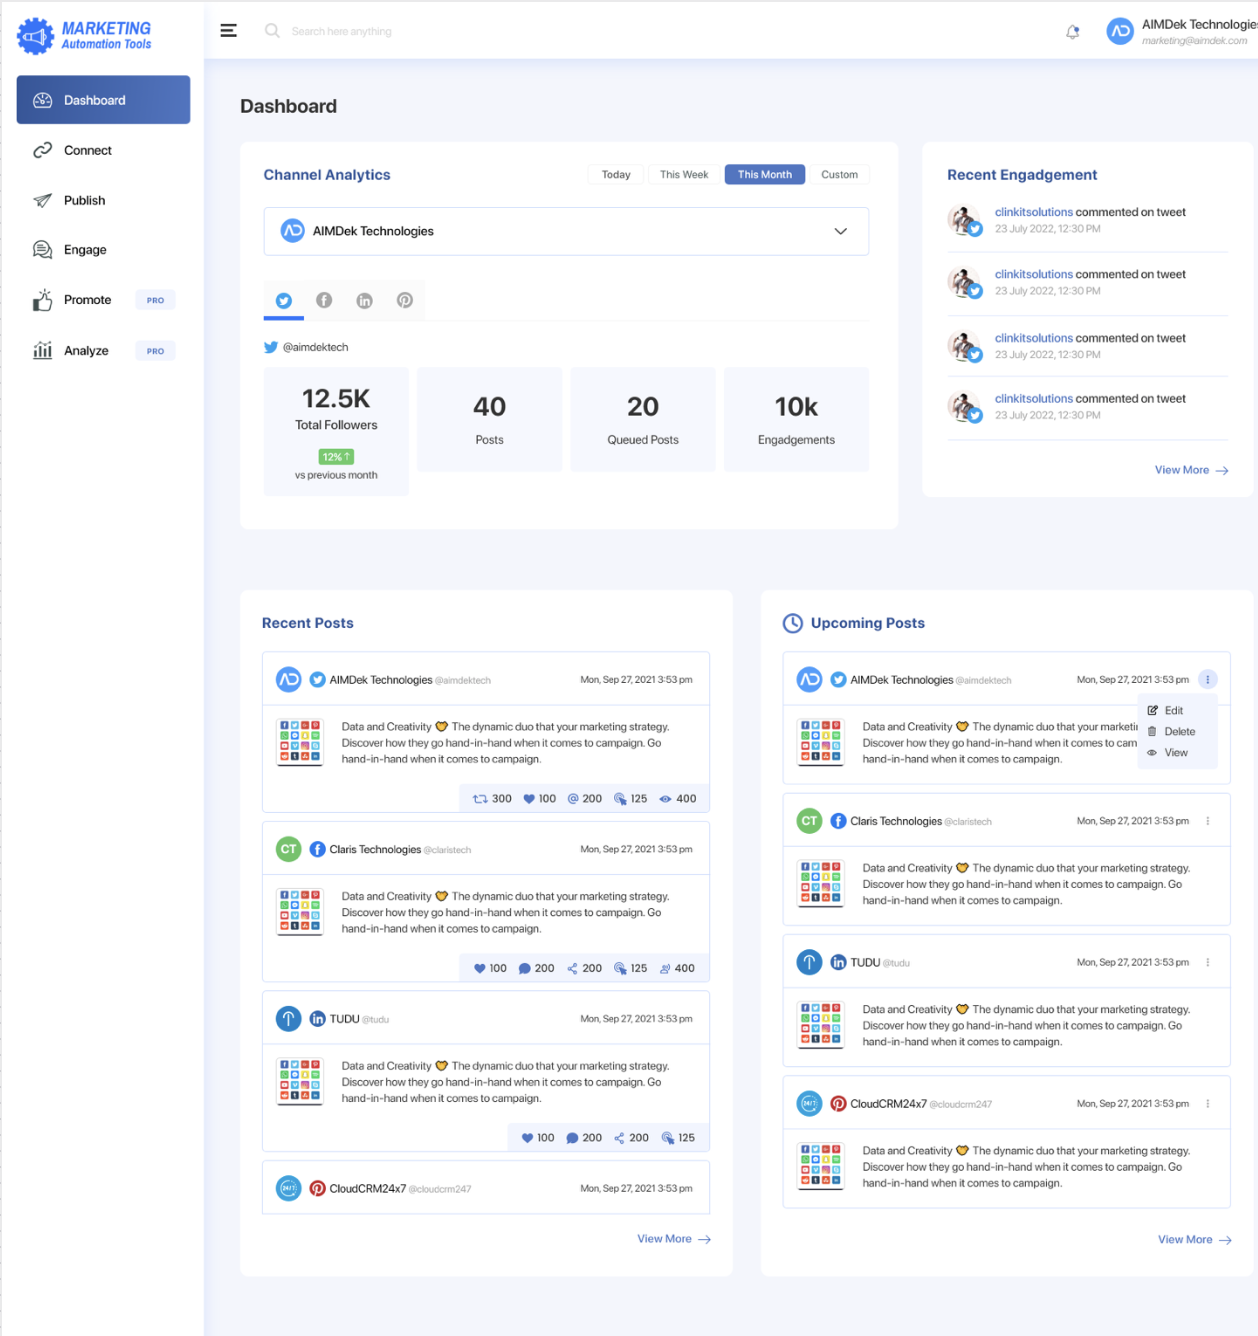 MARKETING
Automation Tools
Search here anything
AIMDek Technologies
marketing@aimdek.com
Dashboard
Connect
Publish
Engage
Promote PRO
Analyze PRO
Dashboard
Channel Analytics
Today This Week This Month Custom
AIMDek Technologies
@aimdektech
12.5K
Total Followers
12%↑
vs previous month
40
Posts
20
Queued Posts
10k
Engadgements
Recent Engadgement
clinkitsolutions commented on tweet
23 July 2022, 12:30 PM
clinkitsolutions commented on tweet
23 July 2022, 12:30 PM
clinkitsolutions commented on tweet
23 July 2022, 12:30 PM
clinkitsolutions commented on tweet
23 July 2022, 12:30 PM
View More →
Recent Posts
AIMDek Technologies @aimdektech Mon, Sep 27, 2021 3:53 pm
Data and Creativity The dynamic duo that your marketing strategy.
Discover how they go hand-in-hand when it comes to campaign. Go
hand-in-hand when it comes to campaign.
300 100 200 125 400
CT Claris Technologies @claristech Mon, Sep 27, 2021 3:53 pm
Data and Creativity The dynamic duo that your marketing strategy.
Discover how they go hand-in-hand when it comes to campaign. Go
hand-in-hand when it comes to campaign.
100 200 200 125 400
TUDU @tudu Mon, Sep 27, 2021 3:53 pm
Data and Creativity The dynamic duo that your marketing strategy.
Discover how they go hand-in-hand when it comes to campaign. Go
hand-in-hand when it comes to campaign.
100 200 200 125
24/7 CloudCRM24x7 @cloudcrm247 Mon, Sep 27, 2021 3:53 pm
View More →
Upcoming Posts
AIMDek Technologies @aimdektech Mon, Sep 27, 2021 3:53 pm
Edit
Delete
View
Data and Creativity The dynamic duo that your marketi
Discover how they go hand-in-hand when it comes to cam
hand-in-hand when it comes to campaign.
CT Claris Technologies @claristech Mon, Sep 27, 2021 3:53 pm
Data and Creativity The dynamic duo that your marketing strategy.
Discover how they go hand-in-hand when it comes to campaign. Go
hand-in-hand when it comes to campaign.
TUDU @tudu Mon, Sep 27, 2021 3:53 pm
Data and Creativity The dynamic duo that your marketing strategy.
Discover how they go hand-in-hand when it comes to campaign. Go
hand-in-hand when it comes to campaign.
24/7 CloudCRM24x7 @cloudcrm247 Mon, Sep 27, 2021 3:53 pm
Data and Creativity The dynamic duo that your marketing strategy.
Discover how they go hand-in-hand when it comes to campaign. Go
hand-in-hand when it comes to campaign.
View More →